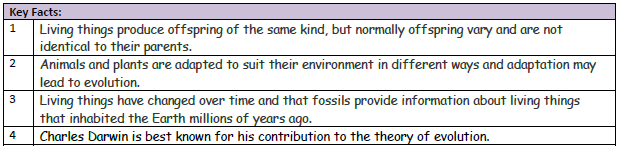 Key Facts:
1 Living things produce offspring of the same kind, but normally offspring vary and are not
identical to their parents.
2 Animals and plants are adapted to suit their environment in different ways and adaptation may
lead to evolution.
3 Living things have changed over time and that fossils provide information about living things
that inhabited the Earth millions of years ago.
4 Charles Darwin is best known for his contribution to the theory of evolution.